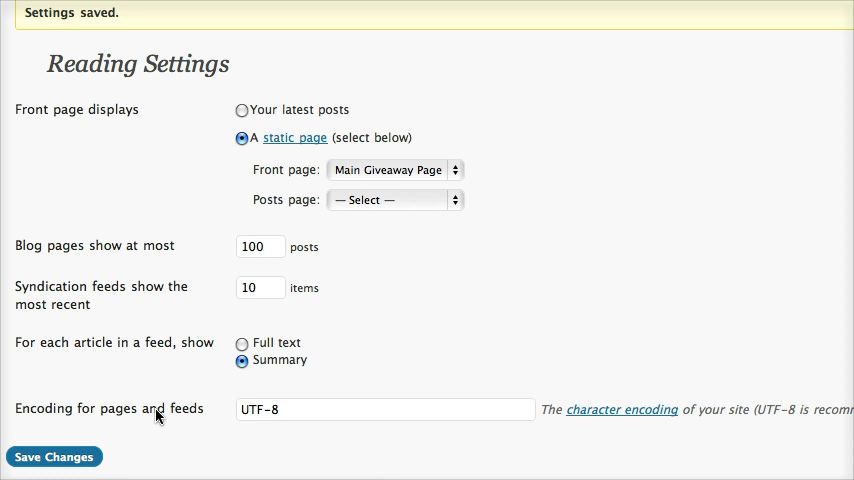 Settings saved.
Reading Settings
Front page displays
Your latest posts
A static page (select below)
Front page: Main Giveaway Page
Posts page: — Select —
Blog pages show at most 100 posts
Syndication feeds show the
most recent
10 items
For each article in a feed, show
Full text
Summary
Encoding for pages and feeds UTF-8 The character encoding of your site (UTF-8 is
Save Changes